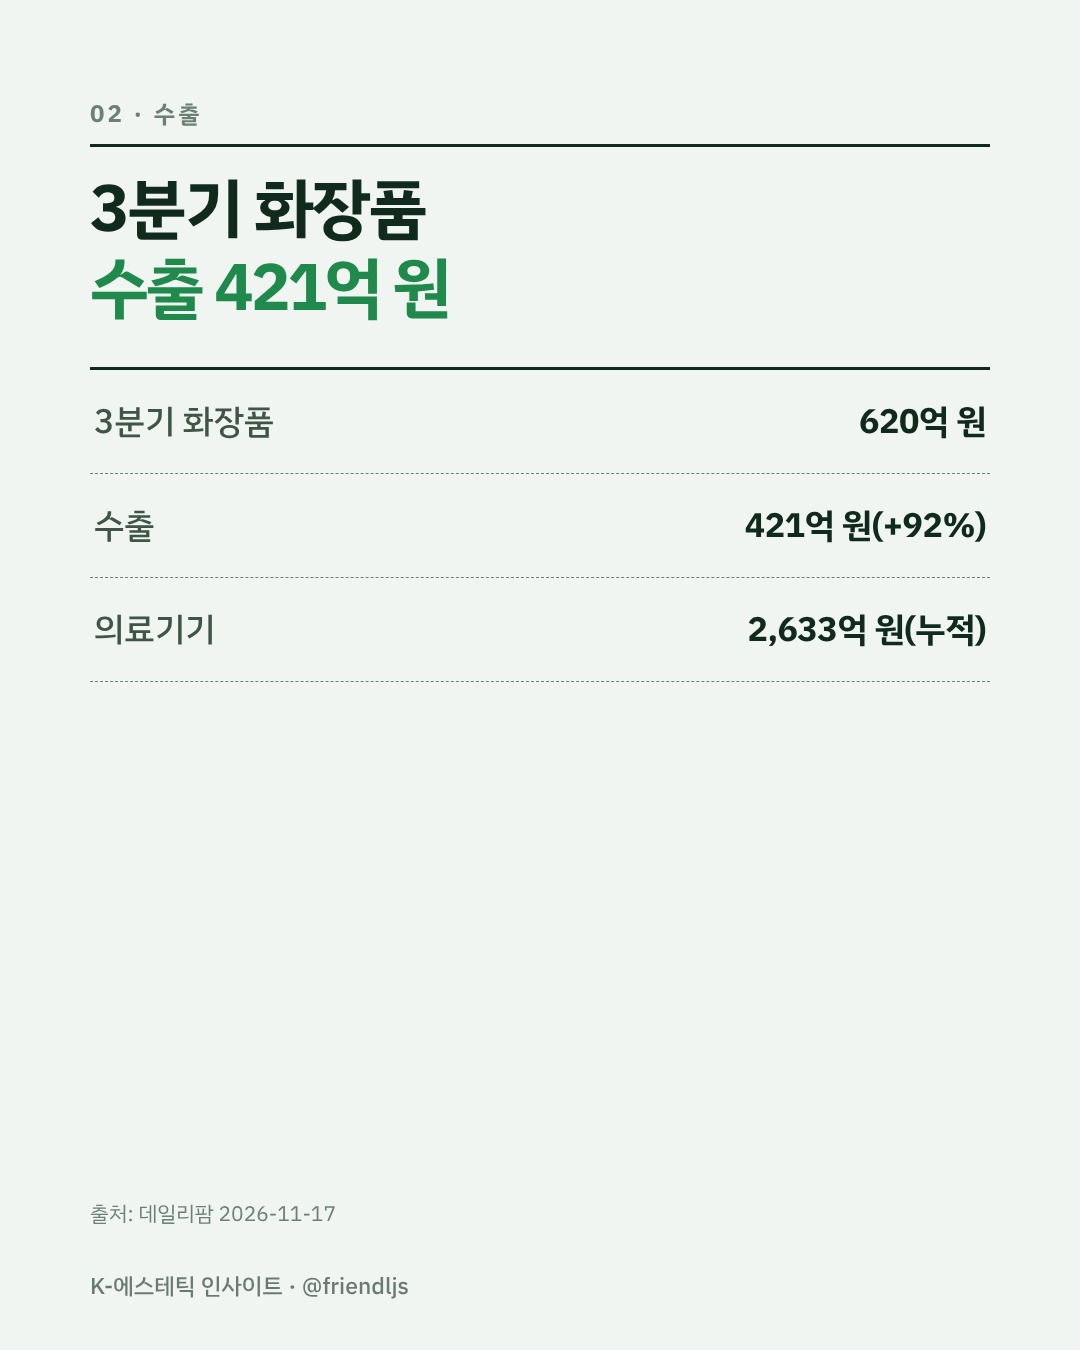 02 · 수출
3분기 화장품
수출 421억 원
3분기 화장품 620억 원
수출 421억 원(+92%)
의료기기 2,633억 원(누적)
출처: 데일리팜 2026-11-17
K-에스테틱 인사이트 · @friendljs